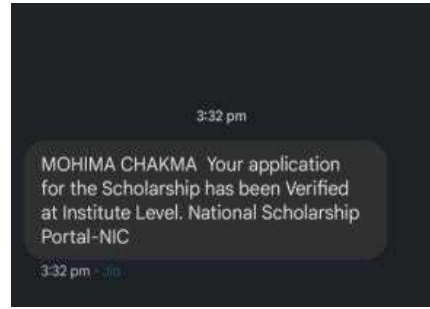 3:32 pm
MOHIMA CHAKMA Your application
for the Scholarship has been Verified
at Institute Level. National Scholarship
Portal-NIC
3:32 pm · Jio